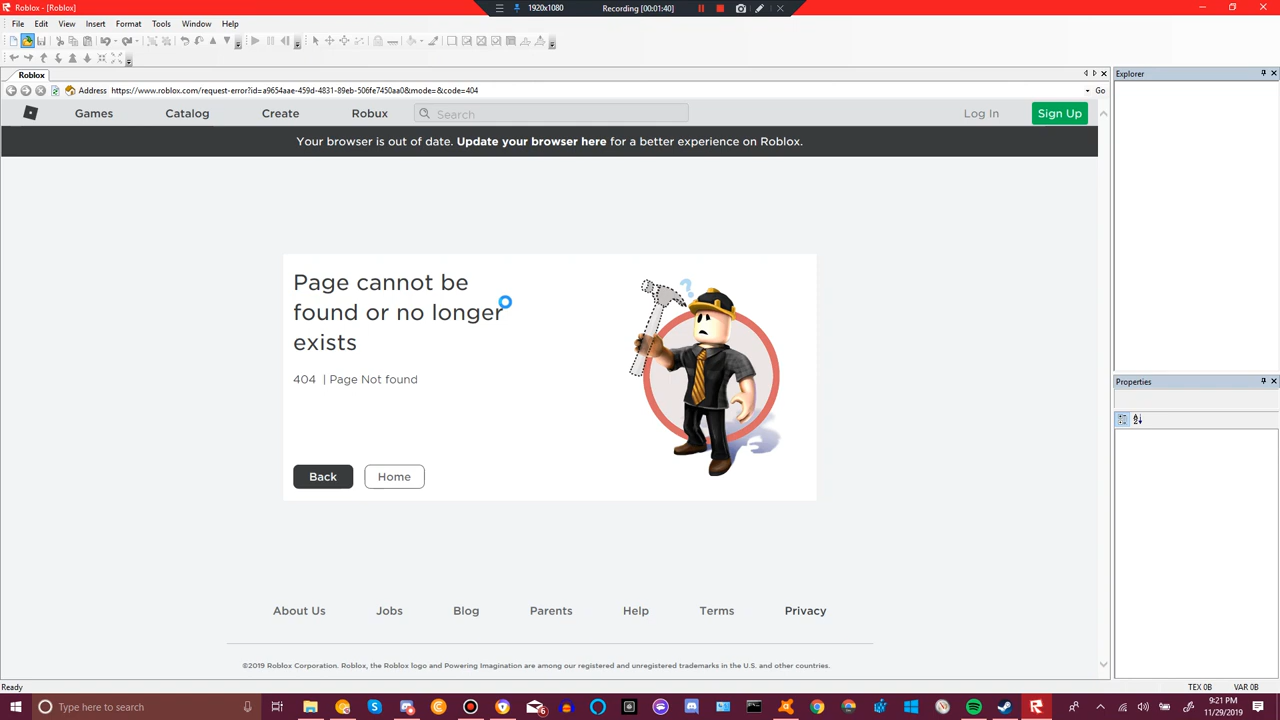 Roblox - [Roblox]
1920x1080
Recording [00:01:40]
File Edit View Insert Format Tools Window Help
Roblox
Explorer
Address https://www.roblox.com/request-error?id=a9654aae-459d-4831-89eb-506fe7450aa0&mode=&code=404
Go
Games Catalog Create Robux Search Log In Sign Up
Your browser is out of date. Update your browser here for a better experience on Roblox.
Page cannot be
found or no longer
exists
404 | Page Not found
Back Home
Properties
About Us Jobs Blog Parents Help Terms Privacy
©2019 Roblox Corporation. Roblox, the Roblox logo and Powering Imagination are among our registered and unregistered trademarks in the U.S. and other countries.
Ready
TEX 0B VAR 0B
Type here to search
9:21 PM
11/29/2019